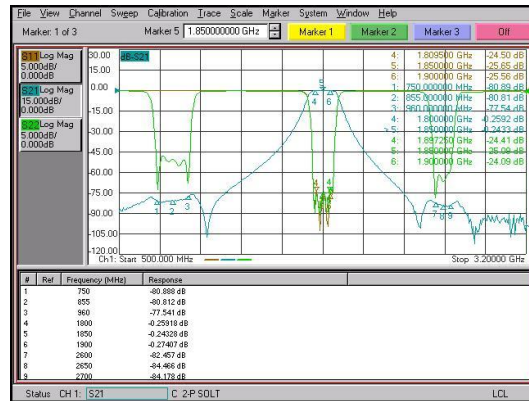 File View Channel Sweep Calibration Trace Scale Marker System Window Help
Marker: 1 of 3 Marker 5 1.850000000 GHz Marker 1 Marker 2 Marker 3 Off
S11 Log Mag
5.000dB/
0.000dB
S21 Log Mag
15.000dB/
0.000dB
S22 Log Mag
5.000dB/
0.000dB
dB-S21
30.00
15.00
0.00
-15.00
-30.00
-45.00
-60.00
-75.00
-90.00
-105.00
-120.00
4: 1.809500 GHz -24.50 dB
5: 1.850000 GHz -25.65 dB
6: 1.900000 GHz -25.56 dB
1: 750.000000 MHz -80.89 dB
2: 855.000000 MHz -80.81 dB
3: 960.000000 MHz -77.54 dB
4: 1.800000 GHz -0.2592 dB
> 5: 1.850000 GHz -0.2433 dB
4: 1.897250 GHz -24.41 dB
5: 1.850000 GHz -25.09 dB
6: 1.900000 GHz -24.09 dB
Ch1: Start 500.000 MHz Stop 3.20000 GHz
# Ref Frequency (MHz) Response
1 750 -80.888 dB
2 855 -80.812 dB
3 960 -77.541 dB
4 1800 -0.25918 dB
5 1850 -0.24328 dB
6 1900 -0.27407 dB
7 2600 -82.457 dB
8 2650 -84.466 dB
9 2700 -84.178 dB
Status CH 1: S21 C 2-P SOLT LCL